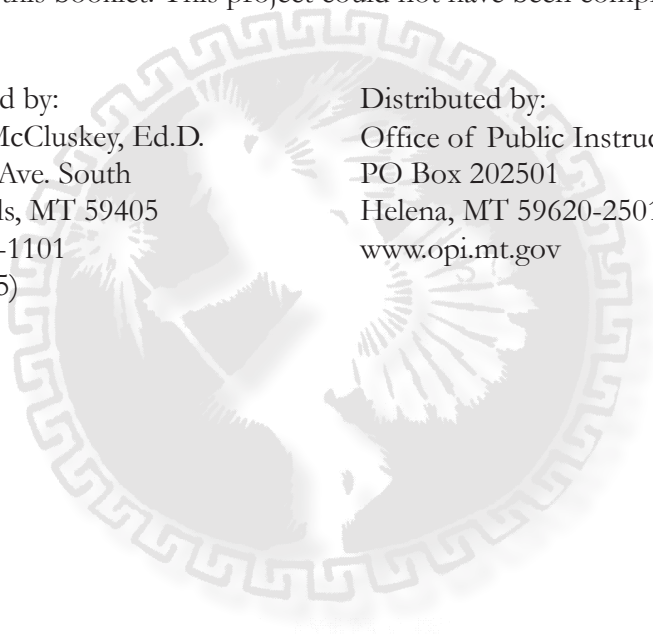 this booklet. This project could not have been comp
d by:
McCluskey, Ed.D.
Ave. South
ls, MT 59405
-1101
5)
Distributed by:
Office of Public Instruc
PO Box 202501
Helena, MT 59620-2501
www.opi.mt.gov